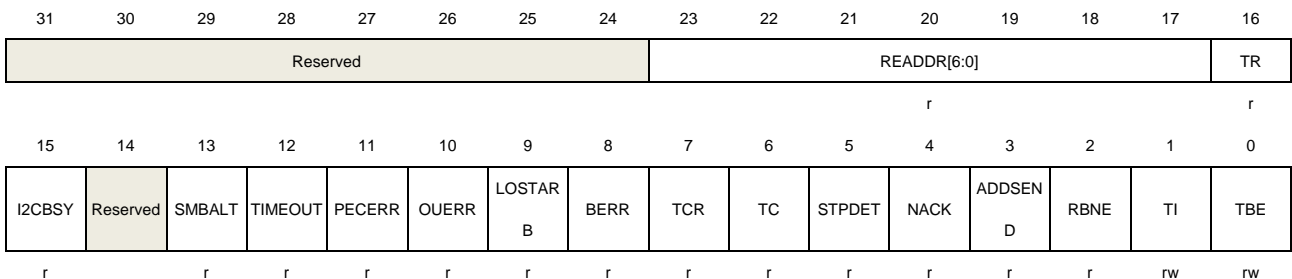 31 30 29 28 27 26 25 24 23 22 21 20 19 18 17 16
Reserved READDR[6:0] TR
r r
15 14 13 12 11 10 9 8 7 6 5 4 3 2 1 0
I2CBSY Reserved SMBALT TIMEOUT PECERR OUERR LOSTAR
B BERR TCR TC STPDET NACK ADDSEN
D RBNE TI TBE
r r r r r r r r r r r r r rw rw